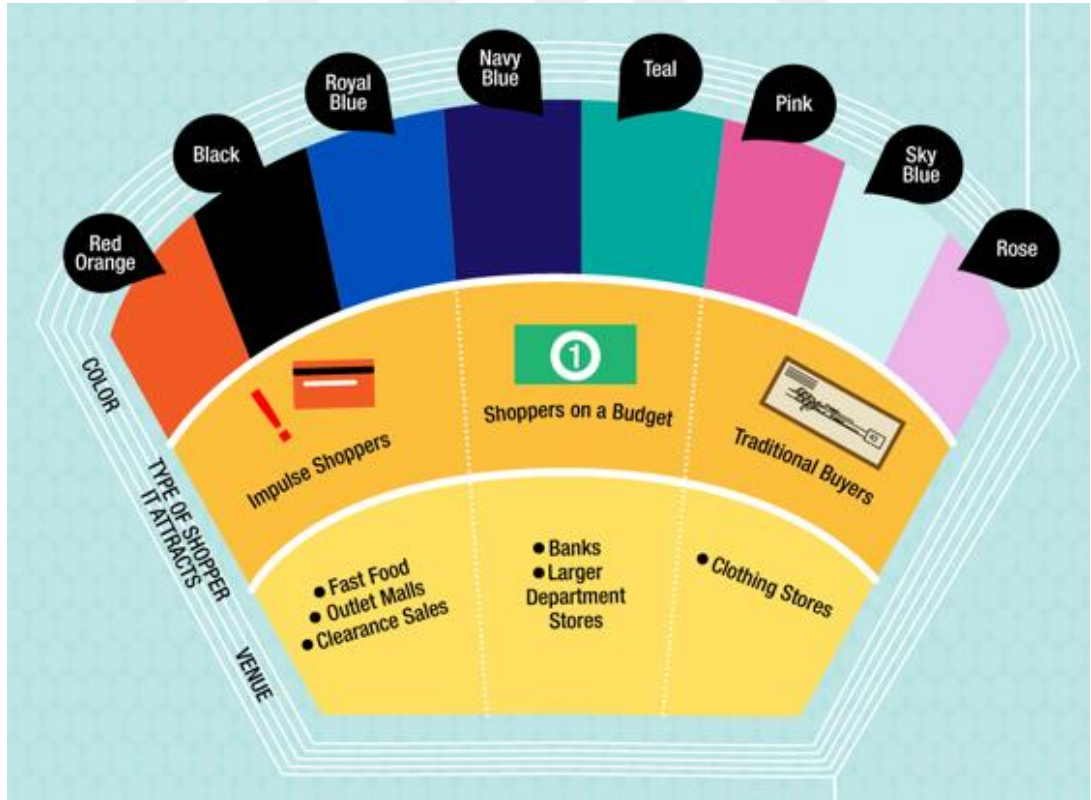 Red
Orange
Black
Royal
Blue
Navy
Blue
Teal
Pink
Sky
Blue
Rose
COLOR
Impulse Shoppers
1
Shoppers on a Budget
Traditional Buyers
TYPE OF SHOPPER
IT ATTRACTS
● Fast Food
● Outlet Malls
● Clearance Sales
● Banks
● Larger
Department
Stores
● Clothing Stores
VENUE